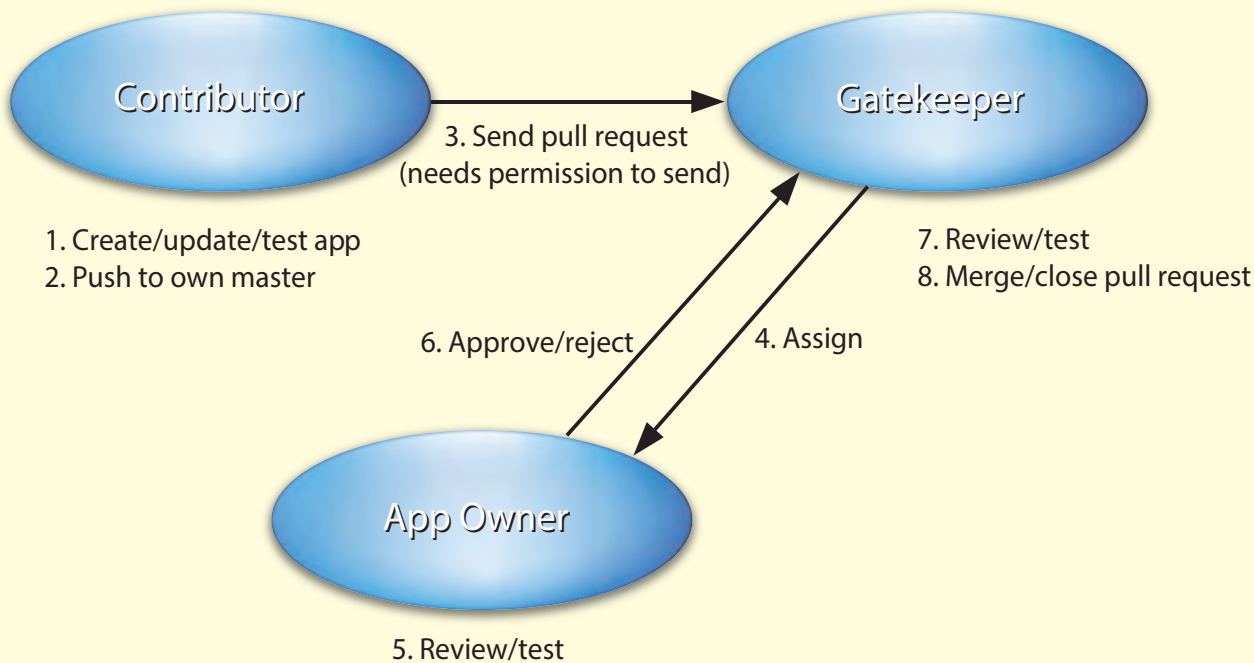 Contributor
Gatekeeper
3. Send pull request
(needs permission to send)
1. Create/update/test app
2. Push to own master
7. Review/test
8. Merge/close pull request
6. Approve/reject
4. Assign
App Owner
5. Review/test